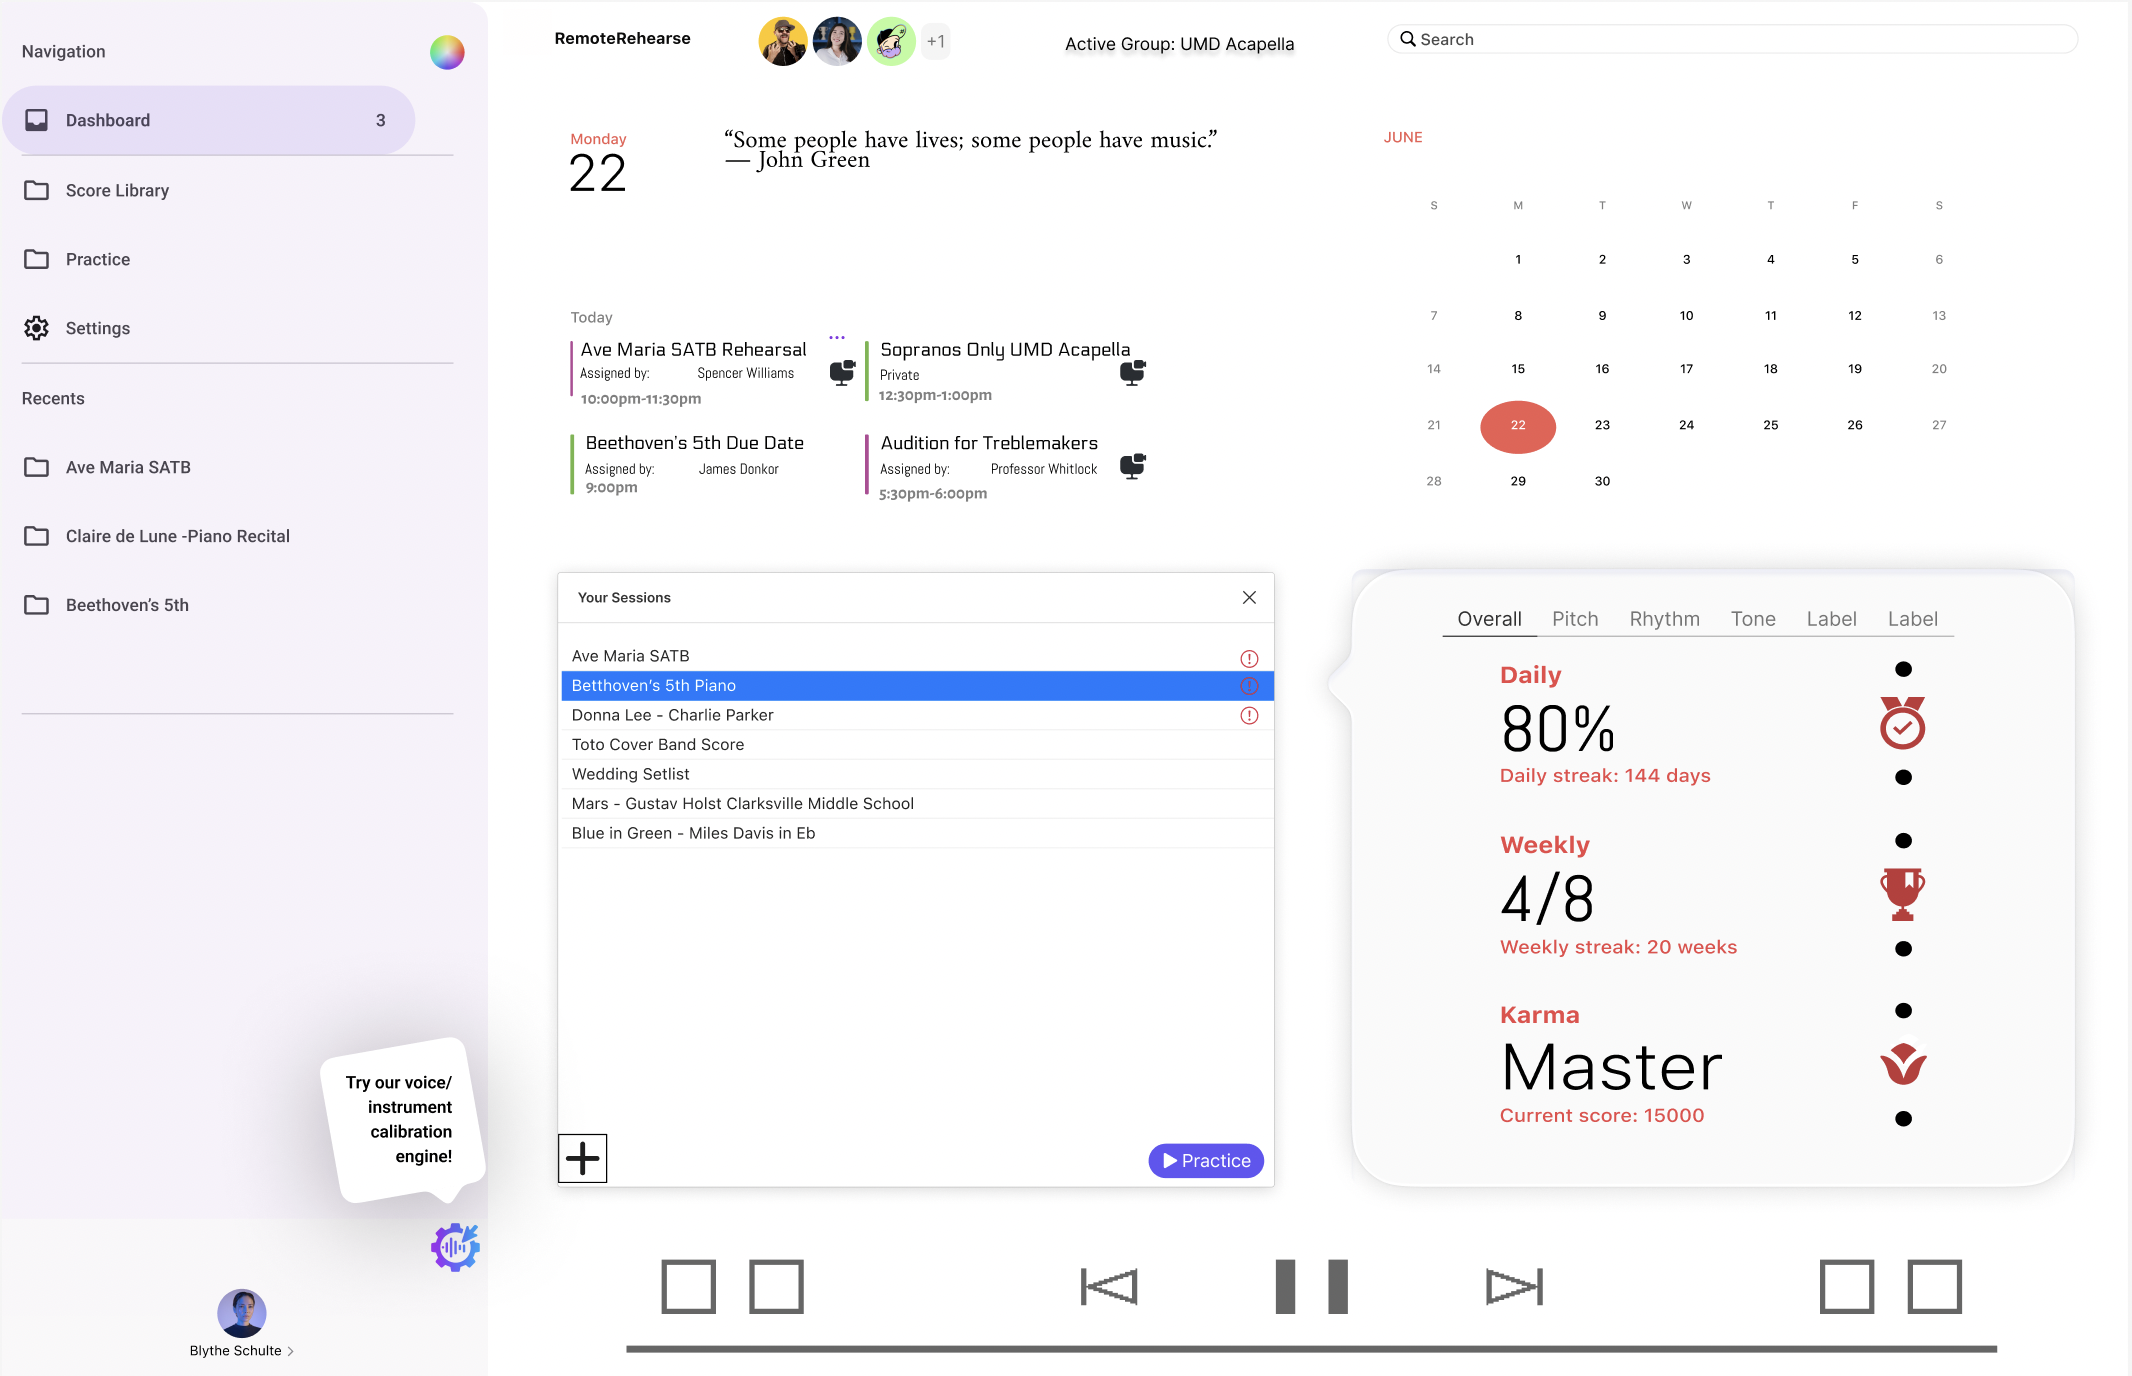 Navigation
Dashboard 3
Score Library
Practice
Settings
Recents
Ave Maria SATB
Claire de Lune -Piano Recital
Beethoven’s 5th
Try our voice/
instrument
calibration
engine!
Blythe Schulte >
RemoteRehearse
+1
Active Group: UMD Acapella
Search
Monday
22
“Some people have lives; some people have music.”
— John Green
JUNE
S M T W T F S
1 2 3 4 5 6
7 8 9 10 11 12 13
14 15 16 17 18 19 20
21 22 23 24 25 26 27
28 29 30
Today
Ave Maria SATB Rehearsal
Assigned by: Spencer Williams
10:00pm-11:30pm
Sopranos Only UMD Acapella
Private
12:30pm-1:00pm
Beethoven’s 5th Due Date
Assigned by: James Donkor
9:00pm
Audition for Treblemakers
Assigned by: Professor Whitlock
5:30pm-6:00pm
Your Sessions
Ave Maria SATB
Betthoven’s 5th Piano
Donna Lee - Charlie Parker
Toto Cover Band Score
Wedding Setlist
Mars - Gustav Holst Clarksville Middle School
Blue in Green - Miles Davis in Eb
Practice
Overall Pitch Rhythm Tone Label Label
Daily
80%
Daily streak: 144 days
Weekly
4/8
Weekly streak: 20 weeks
Karma
Master
Current score: 15000